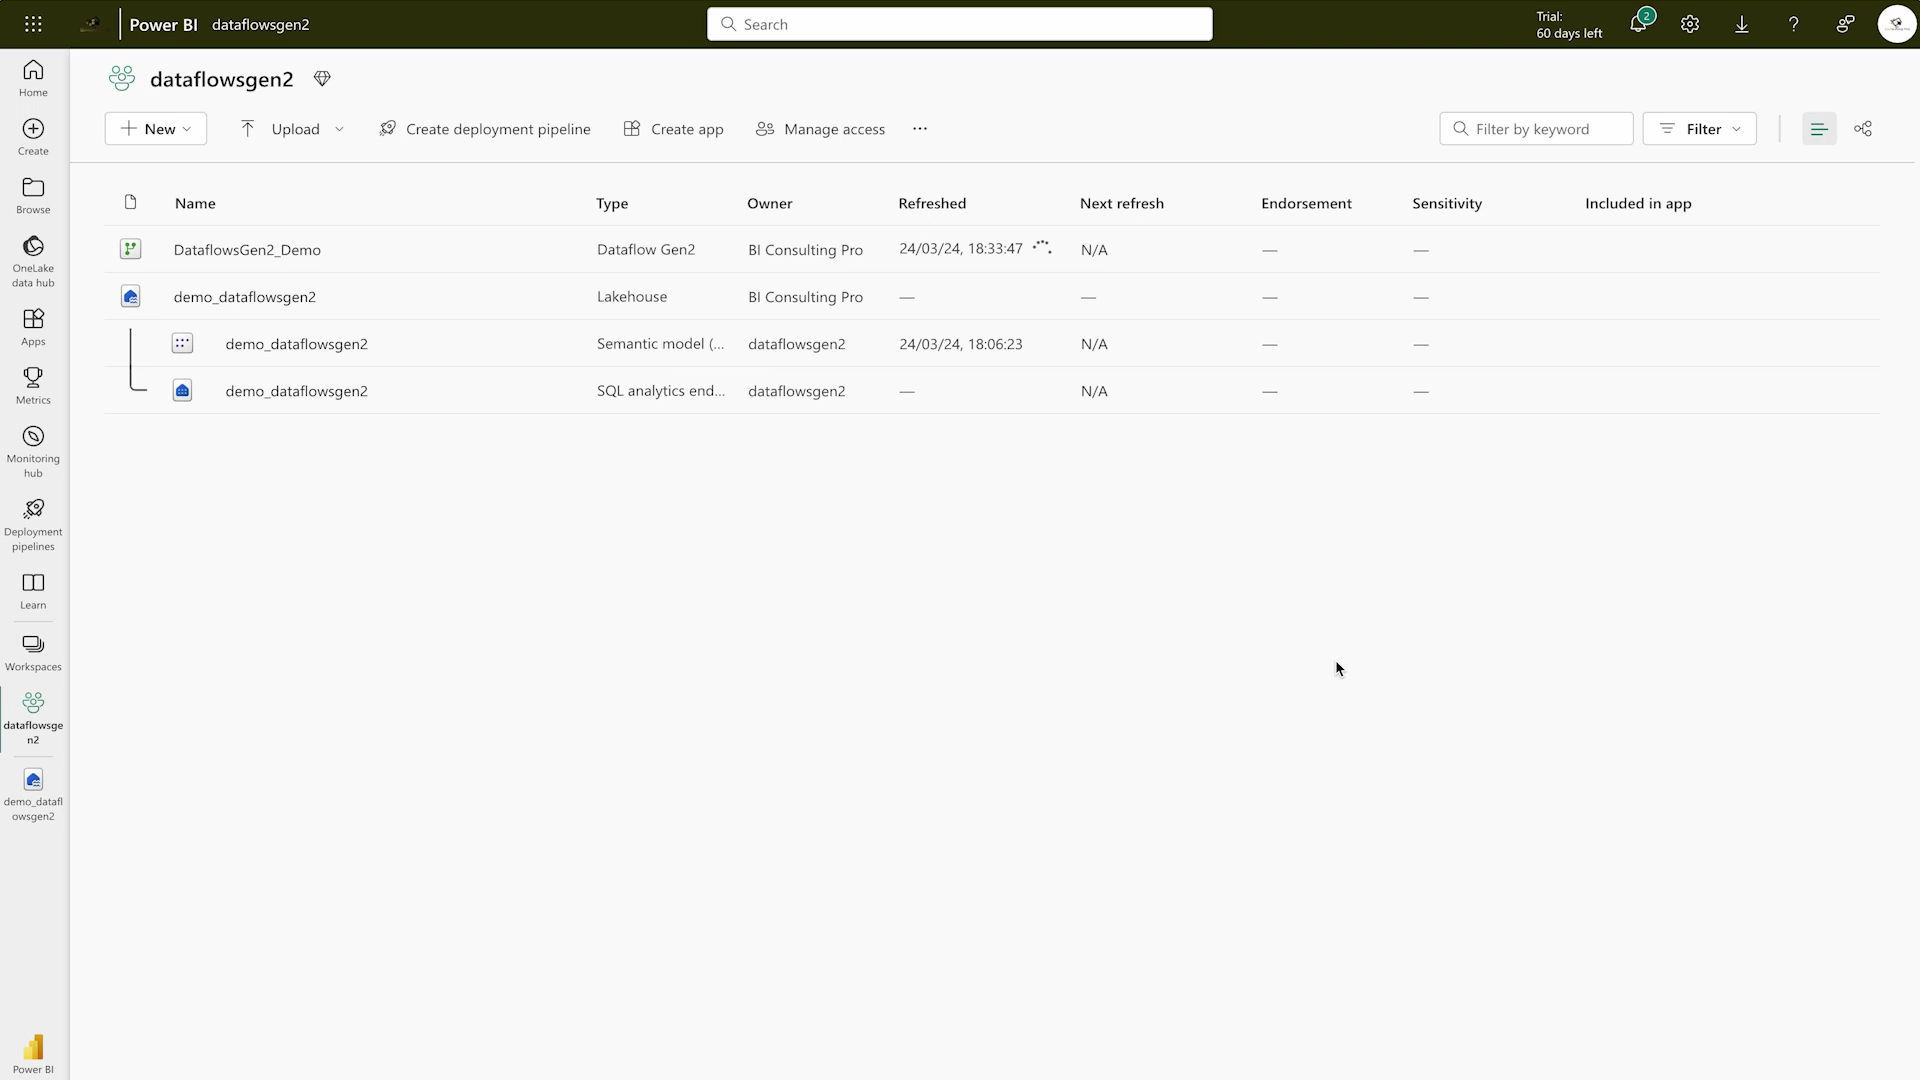 Power BI dataflowsgen2
Search
Trial:
60 days left
2
Home
Create
Browse
OneLake
data hub
Apps
Metrics
Monitoring
hub
Deployment
pipelines
Learn
Workspaces
dataflowsge
n2
demo_datafl
owsgen2
Power BI
dataflowsgen2
New Upload Create deployment pipeline Create app Manage access ... Filter by keyword Filter
Name Type Owner Refreshed Next refresh Endorsement Sensitivity Included in app
DataflowsGen2_Demo Dataflow Gen2 BI Consulting Pro 24/03/24, 18:33:47 N/A — —
demo_dataflowsgen2 Lakehouse BI Consulting Pro — — — —
demo_dataflowsgen2 Semantic model (... dataflowsgen2 24/03/24, 18:06:23 N/A — —
demo_dataflowsgen2 SQL analytics end... dataflowsgen2 — N/A — —